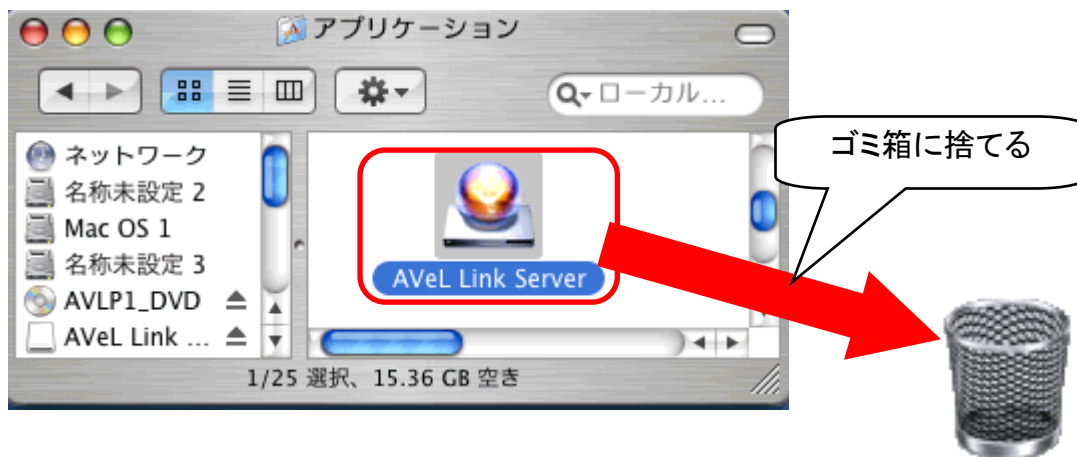 アプリケーション
ローカル...
ゴミ箱に捨てる
ネットワーク
名称未設定 2
Mac OS 1
名称未設定 3
AVLP1_DVD
AVeL Link ...
AVeL Link Server
1/25 選択、15.36 GB 空き